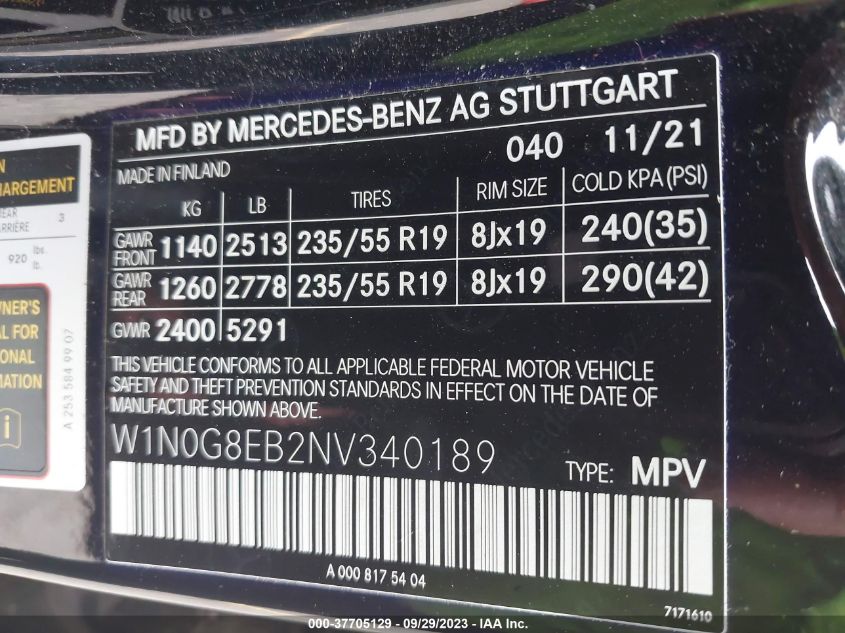 MFD BY MERCEDES-BENZ AG STUTTGART
040 11/21
MADE IN FINLAND
KG LB TIRES RIM SIZE COLD KPA (PSI)
GAWR FRONT 1140 2513 235/55 R19 8Jx19 240(35)
GAWR REAR 1260 2778 235/55 R19 8Jx19 290(42)
GVWR 2400 5291
THIS VEHICLE CONFORMS TO ALL APPLICABLE FEDERAL MOTOR VEHICLE
SAFETY AND THEFT PREVENTION STANDARDS IN EFFECT ON THE DATE OF
MANUFACTURE SHOWN ABOVE.
W1N0G8EB2NV340189
TYPE: MPV
A 000 817 54 04
7171610
3
920 lbs.
lb.
A 253 584 99 07
000-37705129 - 09/29/2023 - IAA Inc.